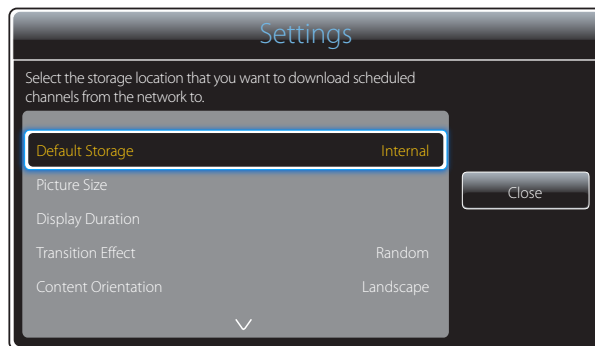 Settings
Select the storage location that you want to download scheduled
channels from the network to.
Default Storage Internal
Picture Size
Display Duration
Transition Effect Random
Content Orientation Landscape
Close